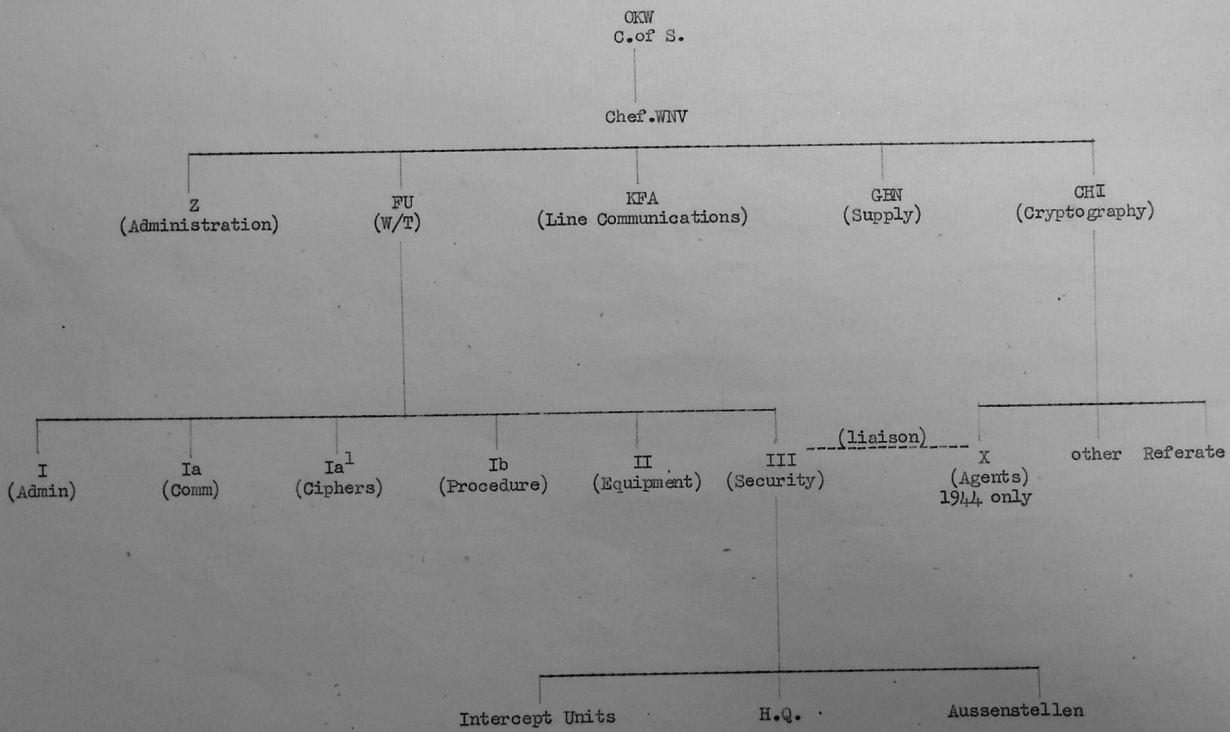 OKW
C.of S.
Chef.WNV
Z
(Administration)
FU
(W/T)
KFA
(Line Communications)
GEN
(Supply)
CHI
(Cryptography)
I
(Admin)
Ia
(Comm)
Ia¹
(Ciphers)
Ib
(Procedure)
II
(Equipment)
III
(Security)
(liaison)
X
(Agents)
1944 only
other Referate
Intercept Units
H.Q.
Aussenstellen